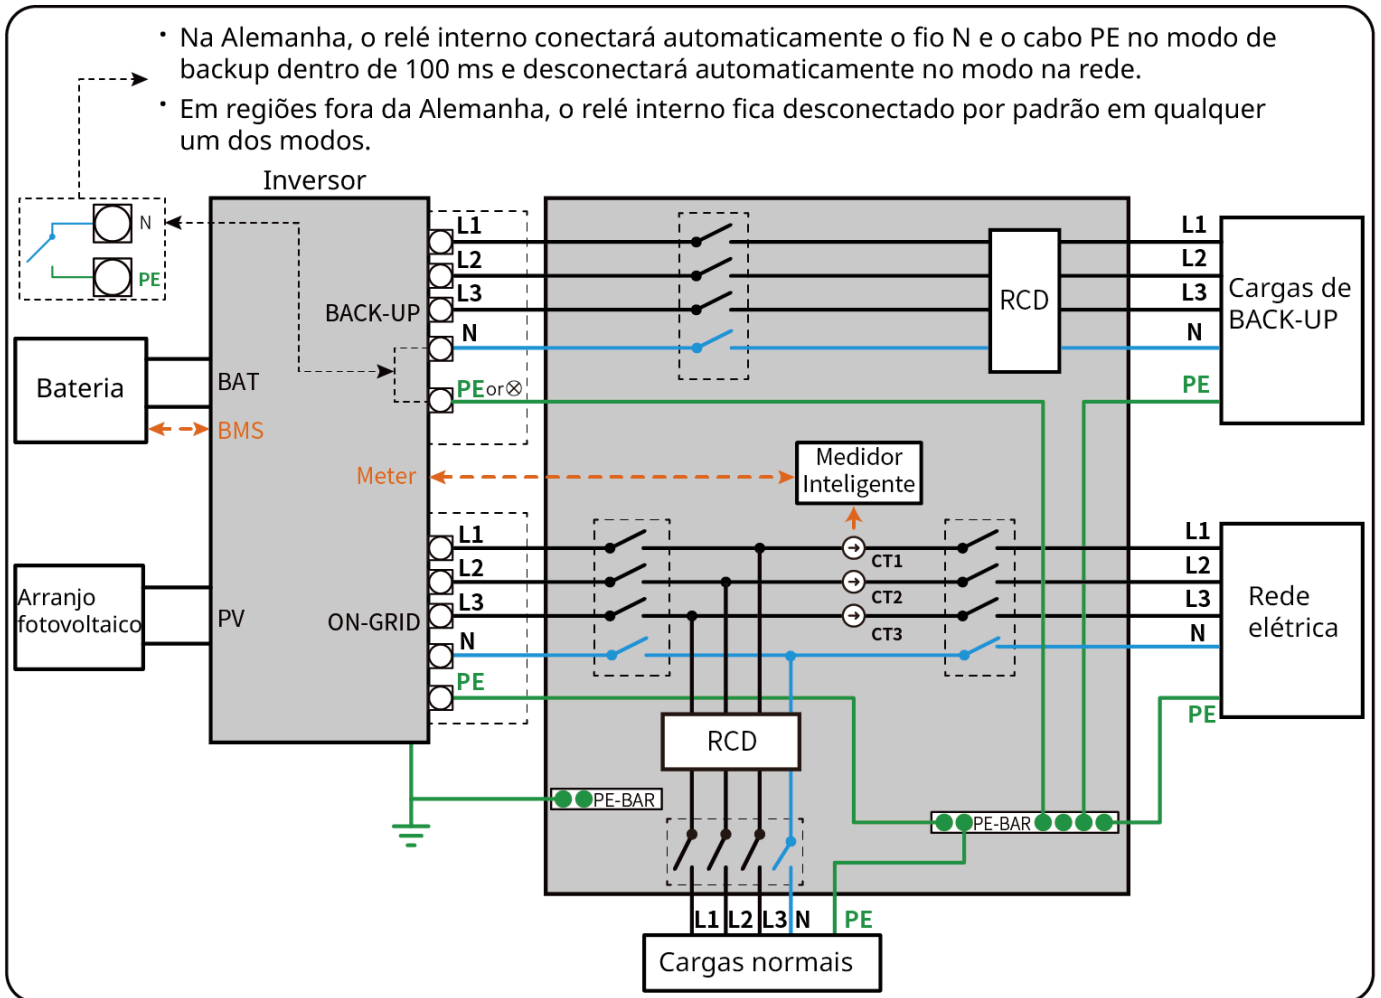 · Na Alemanha, o relé interno conectará automaticamente o fio N e o cabo PE no modo de
backup dentro de 100 ms e desconectará automaticamente no modo na rede.
· Em regiões fora da Alemanha, o relé interno fica desconectado por padrão em qualquer
um dos modos.
Inversor
N
PE
L1
L2
L3
N
PE or ⊗
BACK-UP
RCD
L1
L2
L3
N
PE
Cargas de
BACK-UP
Bateria
BAT
BMS
Meter
Medidor
Inteligente
Arranjo
fotovoltaico
PV
ON-GRID
L1
L2
L3
N
PE
CT1
CT2
CT3
L1
L2
L3
N
PE
Rede
elétrica
RCD
PE-BAR
PE-BAR
L1 L2 L3 N PE
Cargas normais